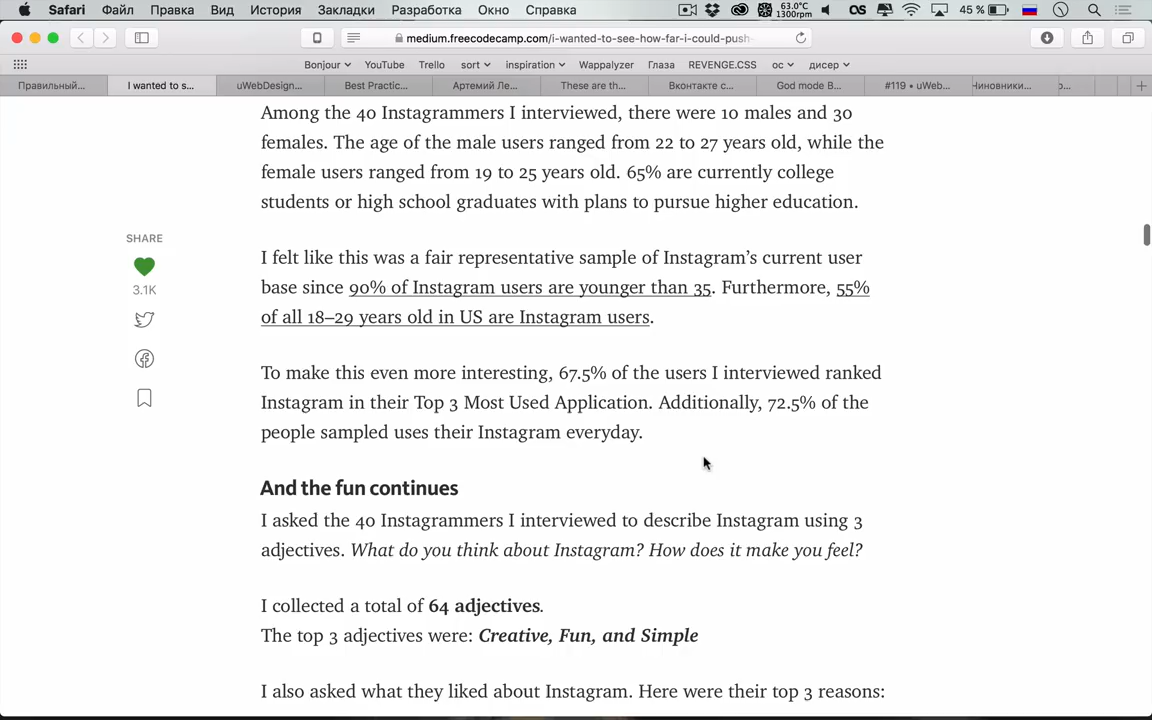 Safari Файл Правка Вид История Закладки Разработка Окно Справка 63.0°C 1300rpm OS 45 %
medium.freecodecamp.com/i-wanted-to-see-how-far-i-could-push-
Bonjour YouTube Trello sort inspiration Wappalyzer Глаза REVENGE.CSS ос дисер
Правильный... I wanted to s... uWebDesign... Best Practic... Артемий Ле... These are th... Вконтакте с... God mode B... #119 • uWeb... Чиновники...
Among the 40 Instagrammers I interviewed, there were 10 males and 30
females. The age of the male users ranged from 22 to 27 years old, while the
female users ranged from 19 to 25 years old. 65% are currently college
students or high school graduates with plans to pursue higher education.
SHARE
3.1K
I felt like this was a fair representative sample of Instagram’s current user
base since 90% of Instagram users are younger than 35. Furthermore, 55%
of all 18–29 years old in US are Instagram users.
To make this even more interesting, 67.5% of the users I interviewed ranked
Instagram in their Top 3 Most Used Application. Additionally, 72.5% of the
people sampled uses their Instagram everyday.
And the fun continues
I asked the 40 Instagrammers I interviewed to describe Instagram using 3
adjectives. What do you think about Instagram? How does it make you feel?
I collected a total of 64 adjectives.
The top 3 adjectives were: Creative, Fun, and Simple
I also asked what they liked about Instagram. Here were their top 3 reasons: